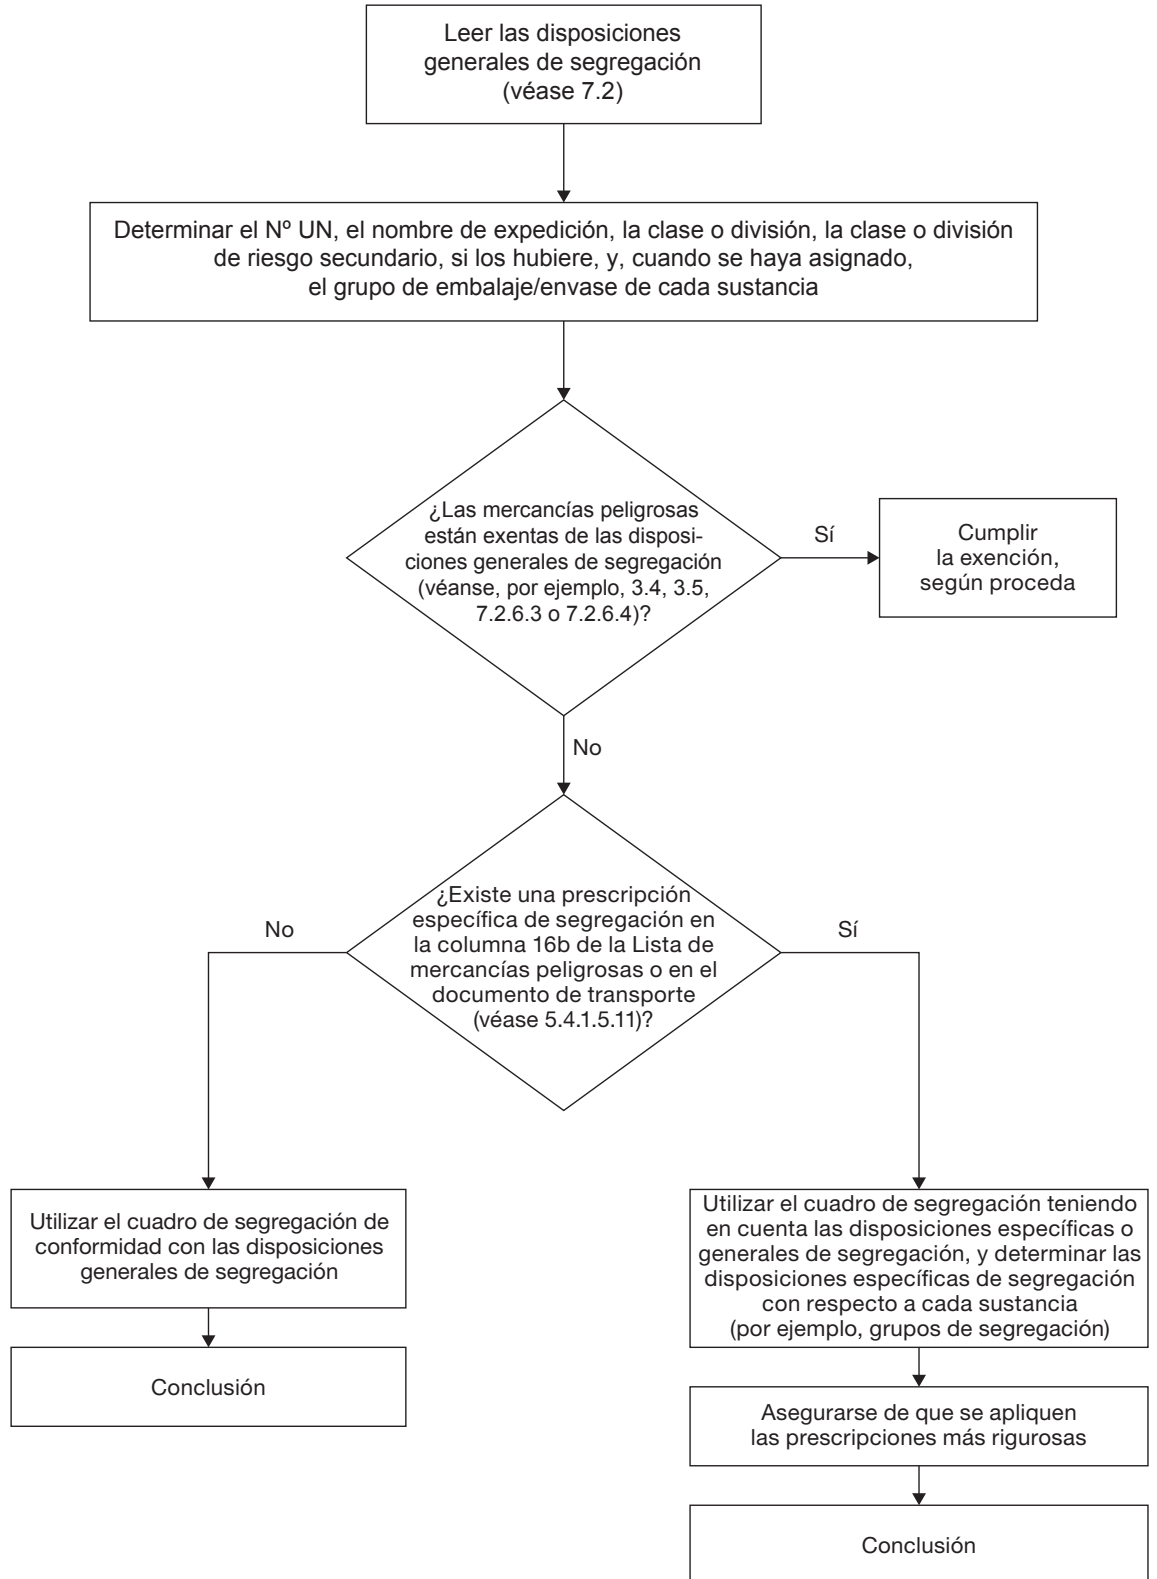 Leer las disposiciones
generales de segregación
(véase 7.2)
Determinar el Nº UN, el nombre de expedición, la clase o división, la clase o división
de riesgo secundario, si los hubiere, y, cuando se haya asignado,
el grupo de embalaje/envase de cada sustancia
¿Las mercancías peligrosas
están exentas de las disposi-
ciones generales de segregación
(véanse, por ejemplo, 3.4, 3.5,
7.2.6.3 o 7.2.6.4)?
Sí
Cumplir
la exención,
según proceda
No
¿Existe una prescripción
específica de segregación en
la columna 16b de la Lista de
mercancías peligrosas o en el
documento de transporte
(véase 5.4.1.5.11)?
No
Sí
Utilizar el cuadro de segregación de
conformidad con las disposiciones
generales de segregación
Conclusión
Utilizar el cuadro de segregación teniendo
en cuenta las disposiciones específicas o
generales de segregación, y determinar las
disposiciones específicas de segregación
con respecto a cada sustancia
(por ejemplo, grupos de segregación)
Asegurarse de que se apliquen
las prescripciones más rigurosas
Conclusión